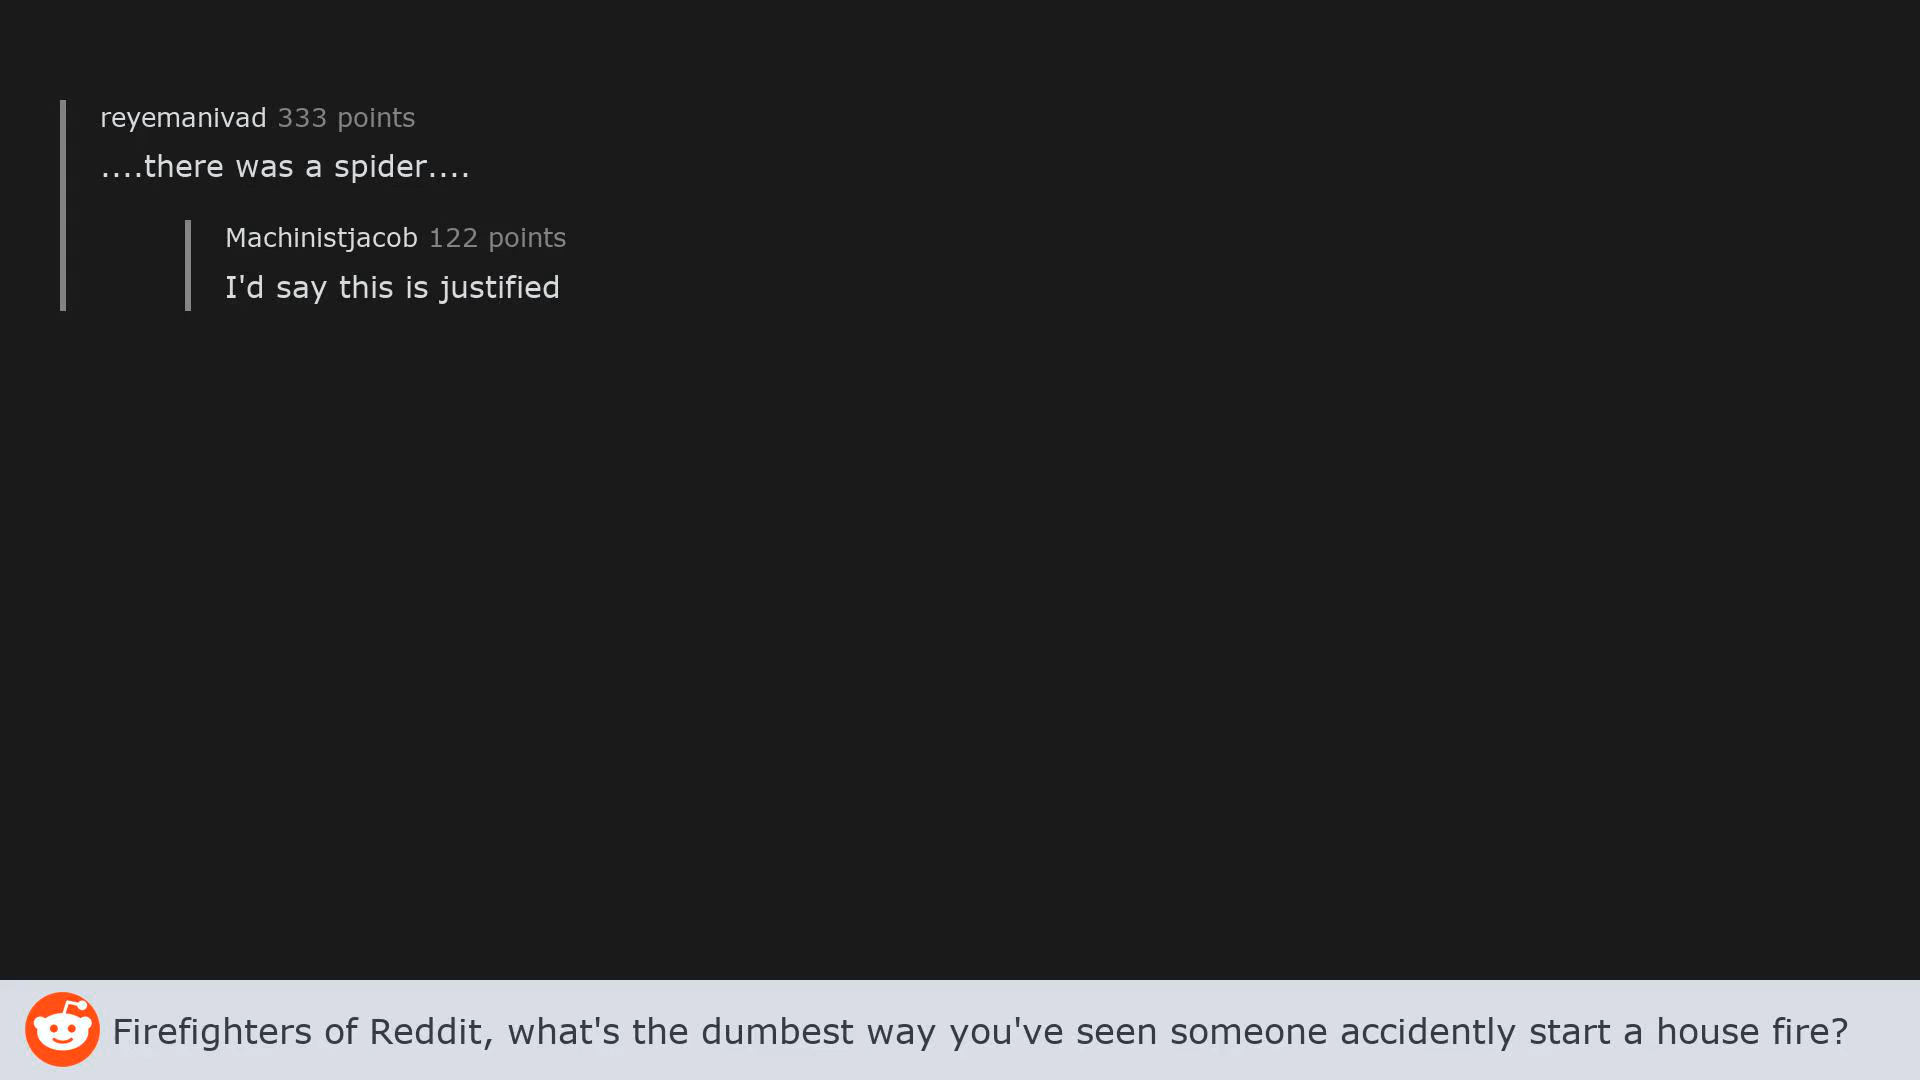 reyemanivad 333 points
....there was a spider....
Machinistjacob 122 points
I'd say this is justified
Firefighters of Reddit, what's the dumbest way you've seen someone accidently start a house fire?